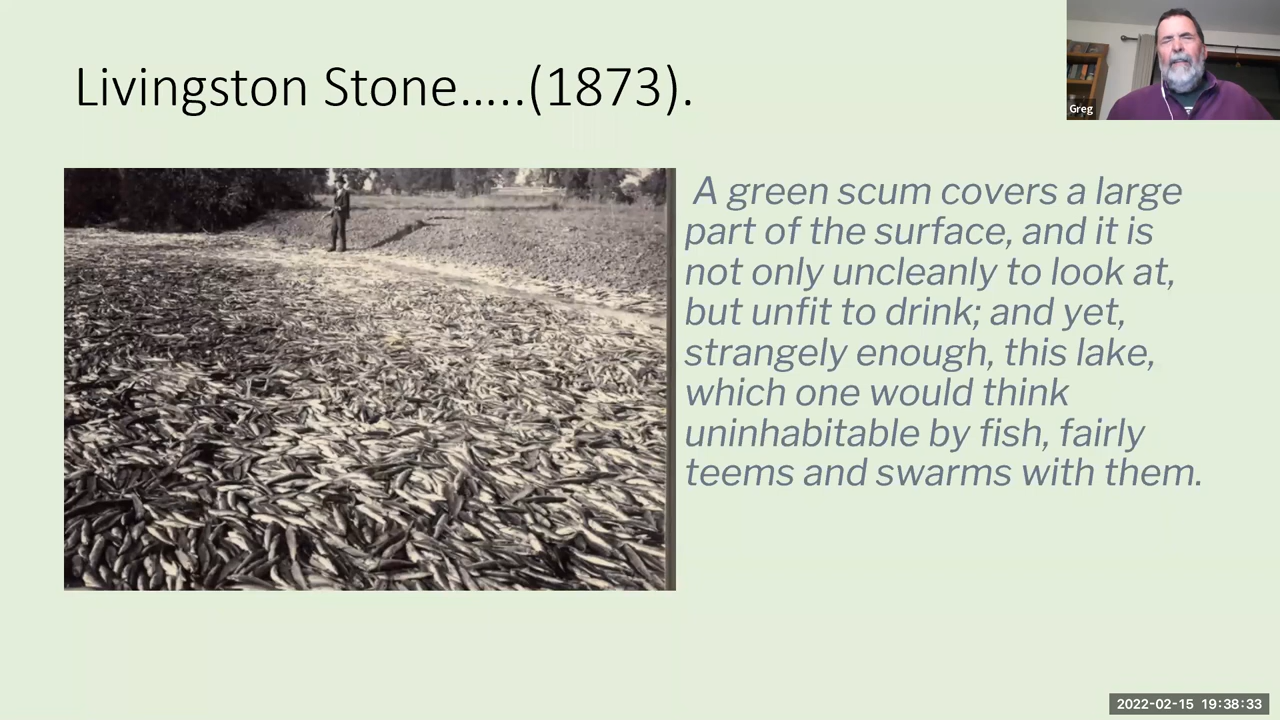 Livingston Stone.....(1873).
Greg
A green scum covers a large
part of the surface, and it is
not only uncleanly to look at,
but unfit to drink; and yet,
strangely enough, this lake,
which one would think
uninhabitable by fish, fairly
teems and swarms with them.
2022-02-15 19:38:33